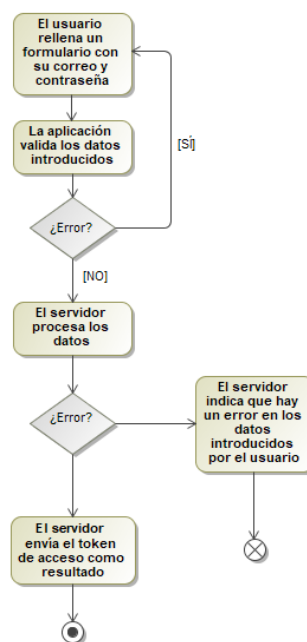 El usuario
rellena un
formulario con
su correo y
contraseña
La aplicación
valida los datos
introducidos
[SÍ]
¿Error?
[NO]
El servidor
procesa los
datos
¿Error?
El servidor
indica que hay
un error en los
datos
introducidos
por el usuario
El servidor
envía el token
de acceso como
resultado